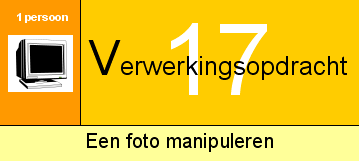 1 persoon
17
Verwerkingsopdracht
Een foto manipuleren